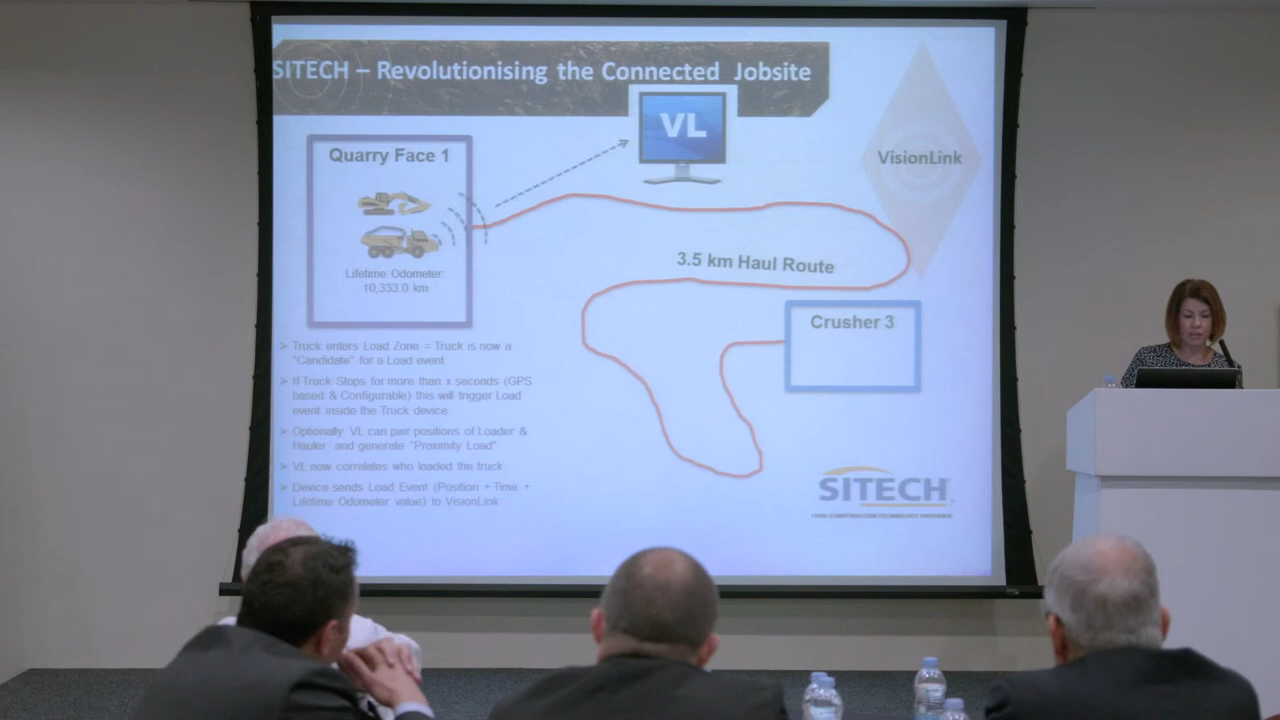 SITECH – Revolutionising the Connected Jobsite
VL
VisionLink
Quarry Face 1
Lifetime Odometer:
10,333.0 km
3.5 km Haul Route
Crusher 3
➢ Truck enters Load Zone = Truck is now a
"Candidate" for a Load event
➢ If Truck Stops for more than x seconds (GPS
based & Configurable) this will trigger Load
event inside the Truck device
➢ Optionally VL can pair positions of Loader &
Hauler and generate "Proximity Load"
➢ VL now correlates who loaded the truck
➢ Device sends Load Event (Position + Time +
Lifetime Odometer value) to VisionLink
SITECH
YOUR CONSTRUCTION TECHNOLOGY PROVIDER